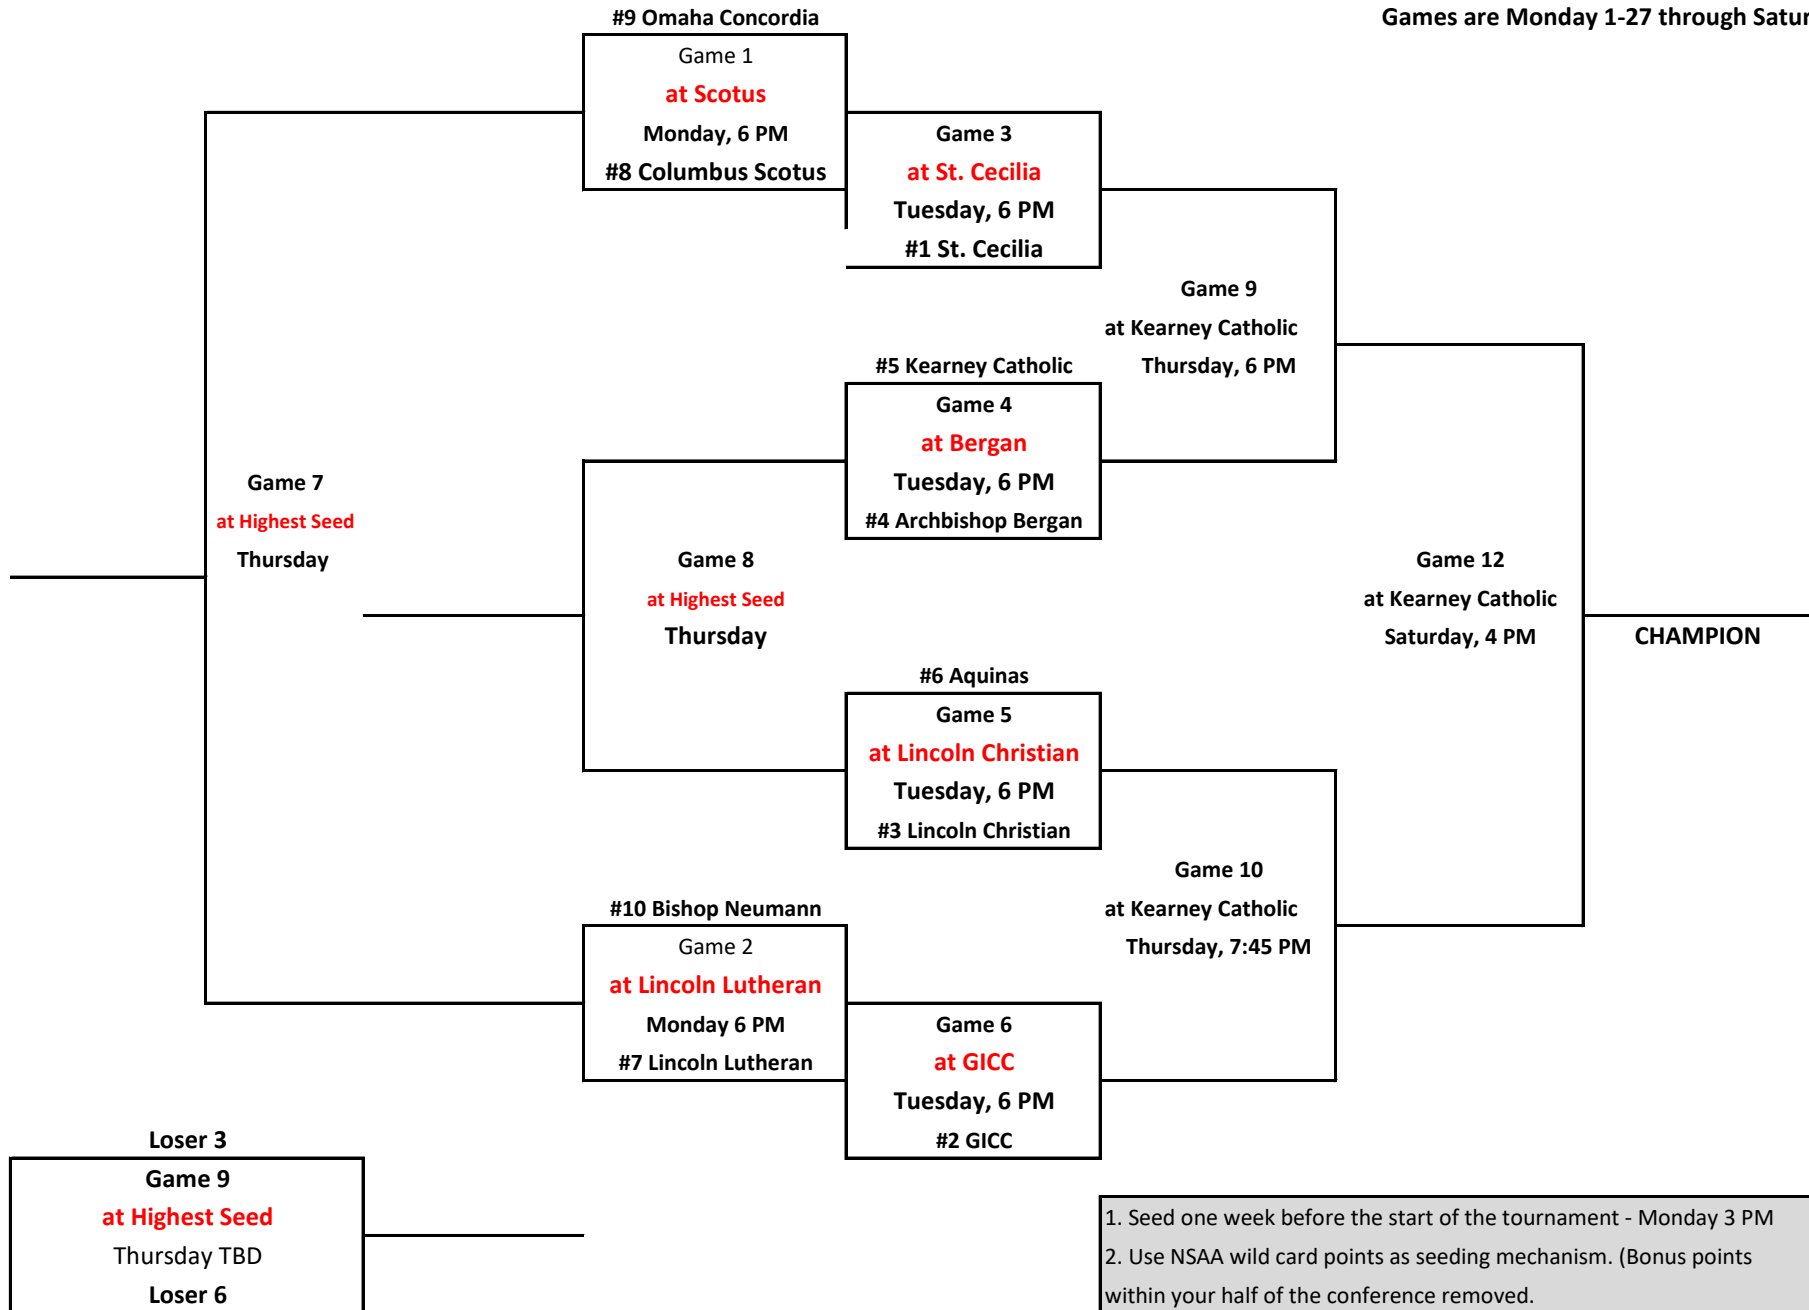 #9 Omaha Concordia
Games are Monday 1-27 through Satur
Game 1
at Scotus
Monday, 6 PM
#8 Columbus Scotus
Game 3
at St. Cecilia
Tuesday, 6 PM
#1 St. Cecilia
Game 9
at Kearney Catholic
Thursday, 6 PM
#5 Kearney Catholic
Game 4
at Bergan
Tuesday, 6 PM
#4 Archbishop Bergan
Game 7
at Highest Seed
Thursday
Game 8
at Highest Seed
Thursday
Game 12
at Kearney Catholic
Saturday, 4 PM
CHAMPION
#6 Aquinas
Game 5
at Lincoln Christian
Tuesday, 6 PM
#3 Lincoln Christian
Game 10
at Kearney Catholic
Thursday, 7:45 PM
#10 Bishop Neumann
Game 2
at Lincoln Lutheran
Monday 6 PM
#7 Lincoln Lutheran
Game 6
at GICC
Tuesday, 6 PM
#2 GICC
Loser 3
Game 9
at Highest Seed
Thursday TBD
Loser 6
1. Seed one week before the start of the tournament - Monday 3 PM
2. Use NSAA wild card points as seeding mechanism. (Bonus points
within your half of the conference removed.